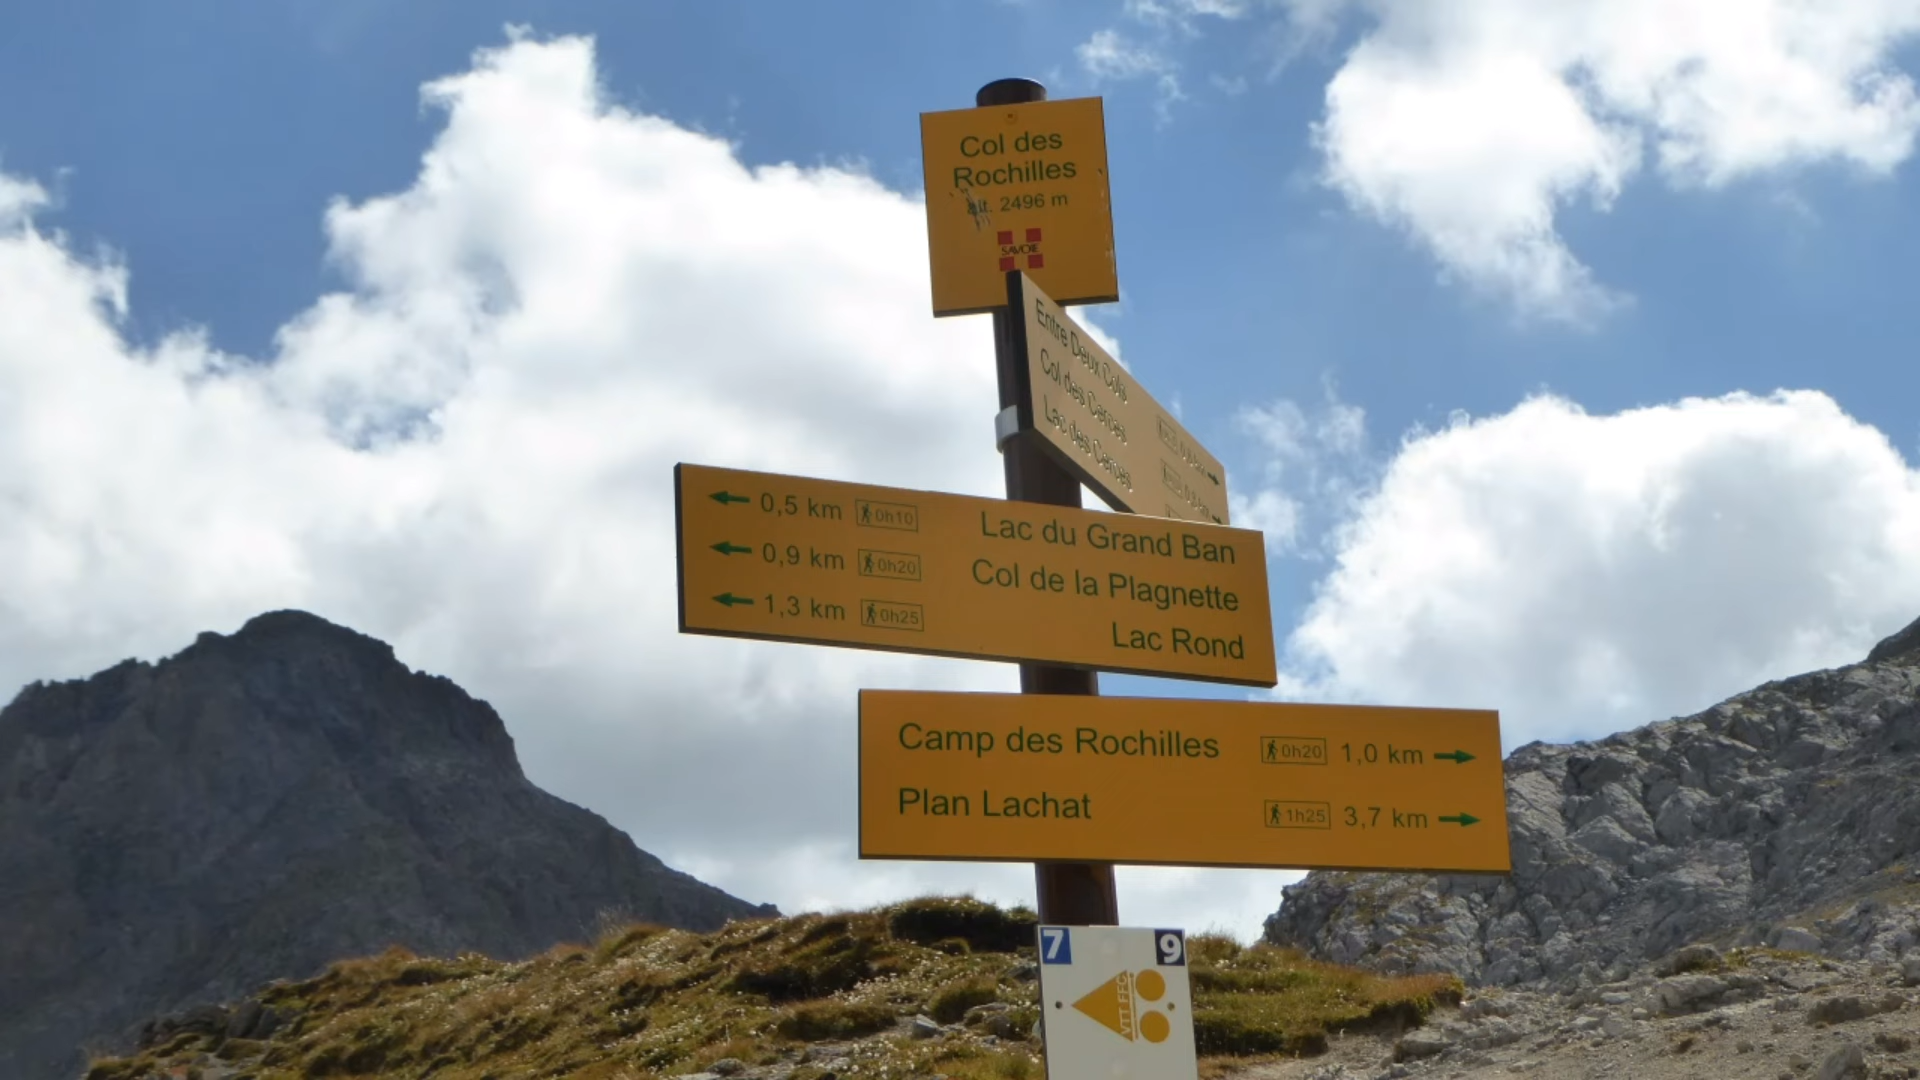 Col des
Rochilles
alt. 2496 m
SAVOIE
Entre Deux Cols
Col des Cerces
Lac des Cerces
0,5 km 0h10 Lac du Grand Ban
0,9 km 0h20 Col de la Plagnette
1,3 km 0h25 Lac Rond
Camp des Rochilles 0h20 1,0 km
Plan Lachat 1h25 3,7 km
7 9
VTT FFC